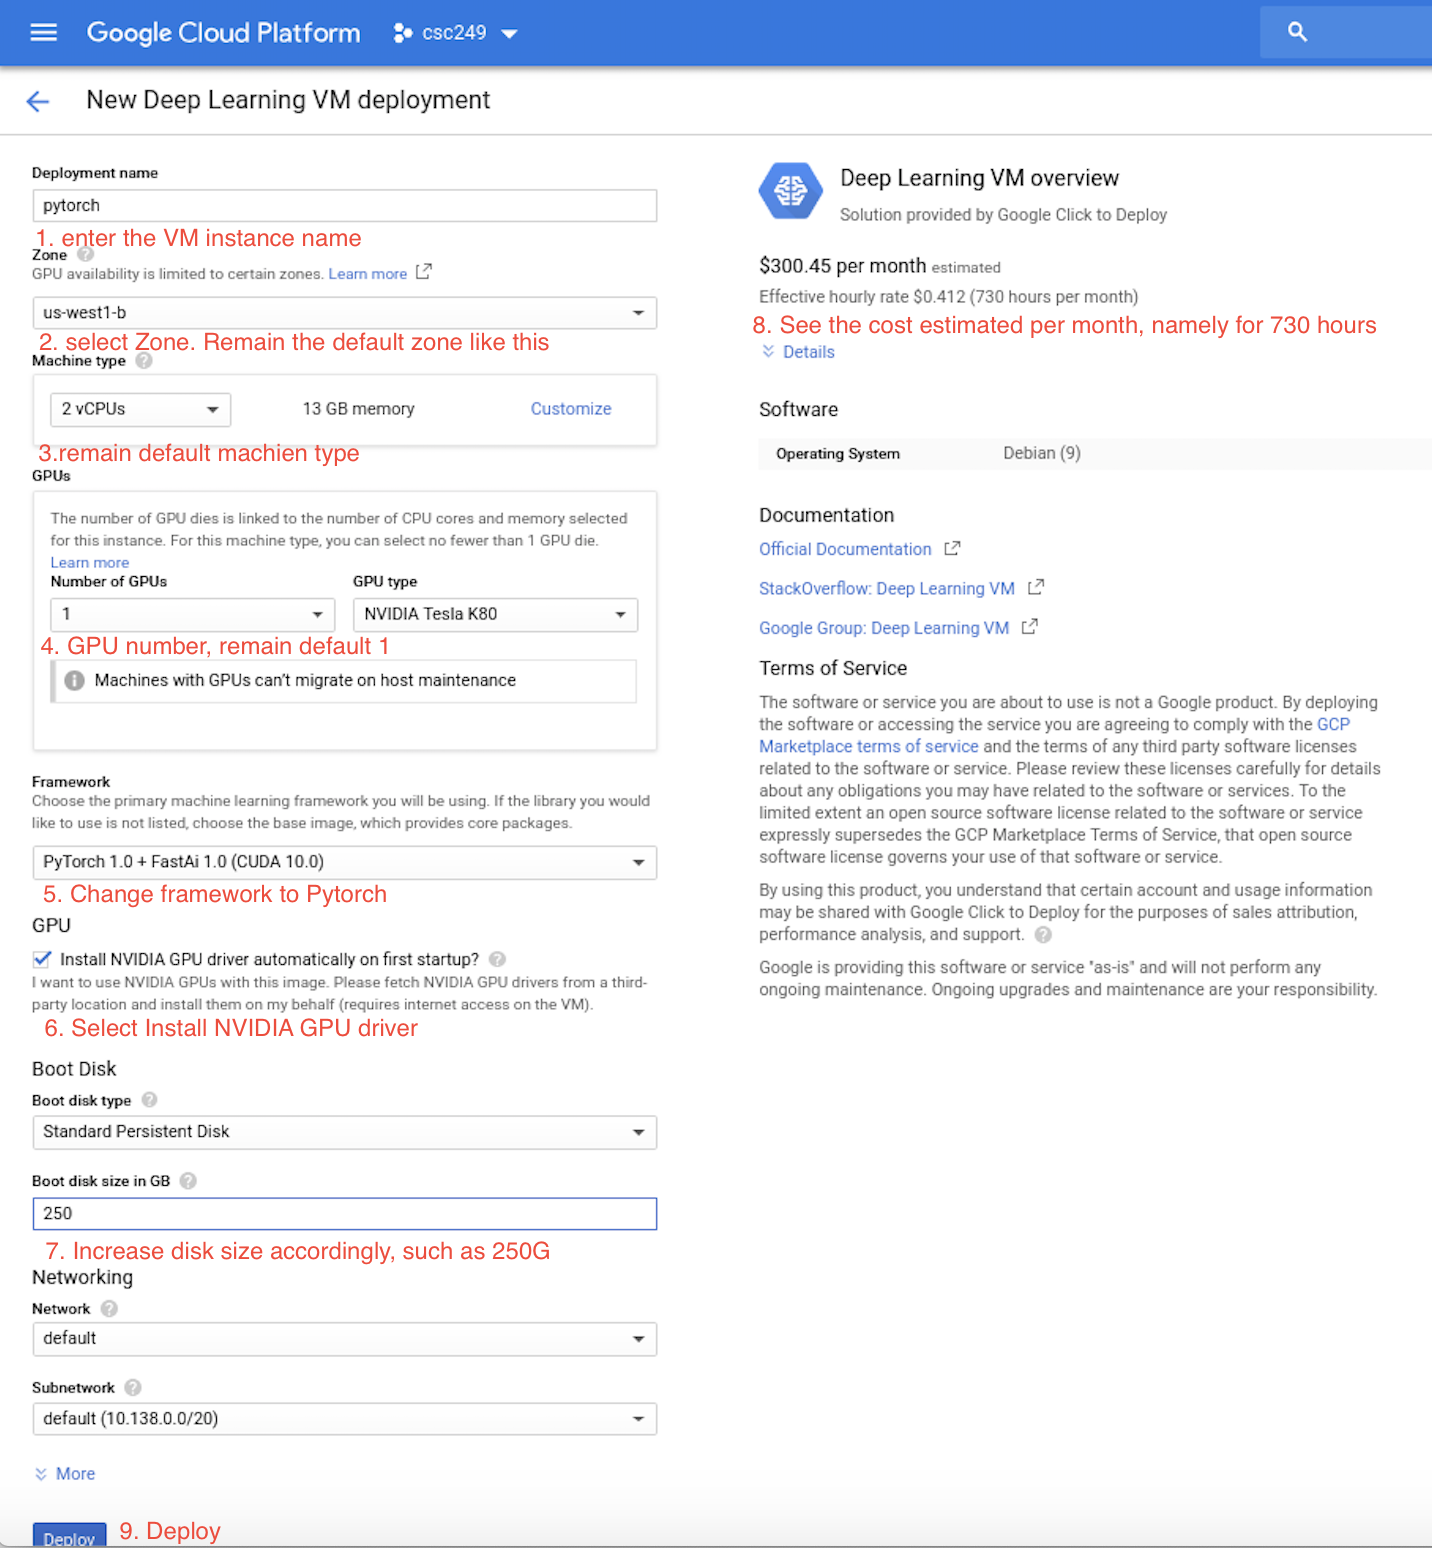 Google Cloud Platform csc249
New Deep Learning VM deployment
Deployment name
pytorch
1. enter the VM instance name
Zone
GPU availability is limited to certain zones. Learn more
us-west1-b
2. select Zone. Remain the default zone like this
Machine type
2 vCPUs 13 GB memory Customize
3.remain default machien type
GPUs
The number of GPU dies is linked to the number of CPU cores and memory selected
for this instance. For this machine type, you can select no fewer than 1 GPU die.
Learn more
Number of GPUs GPU type
1 NVIDIA Tesla K80
4. GPU number, remain default 1
Machines with GPUs can't migrate on host maintenance
Framework
Choose the primary machine learning framework you will be using. If the library you would
like to use is not listed, choose the base image, which provides core packages.
PyTorch 1.0 + FastAi 1.0 (CUDA 10.0)
5. Change framework to Pytorch
GPU
Install NVIDIA GPU driver automatically on first startup?
I want to use NVIDIA GPUs with this image. Please fetch NVIDIA GPU drivers from a third-
party location and install them on my behalf (requires internet access on the VM).
6. Select Install NVIDIA GPU driver
Boot Disk
Boot disk type
Standard Persistent Disk
Boot disk size in GB
250
7. Increase disk size accordingly, such as 250G
Networking
Network
default
Subnetwork
default (10.138.0.0/20)
More
Deploy 9. Deploy
Deep Learning VM overview
Solution provided by Google Click to Deploy
$300.45 per month estimated
Effective hourly rate $0.412 (730 hours per month)
8. See the cost estimated per month, namely for 730 hours
Details
Software
Operating System Debian (9)
Documentation
Official Documentation
StackOverflow: Deep Learning VM
Google Group: Deep Learning VM
Terms of Service
The software or service you are about to use is not a Google product. By deploying
the software or accessing the service you are agreeing to comply with the GCP
Marketplace terms of service and the terms of any third party software licenses
related to the software or service. Please review these licenses carefully for details
about any obligations you may have related to the software or services. To the
limited extent an open source software license related to the software or service
expressly supersedes the GCP Marketplace Terms of Service, that open source
software license governs your use of that software or service.
By using this product, you understand that certain account and usage information
may be shared with Google Click to Deploy for the purposes of sales attribution,
performance analysis, and support.
Google is providing this software or service "as-is" and will not perform any
ongoing maintenance. Ongoing upgrades and maintenance are your responsibility.